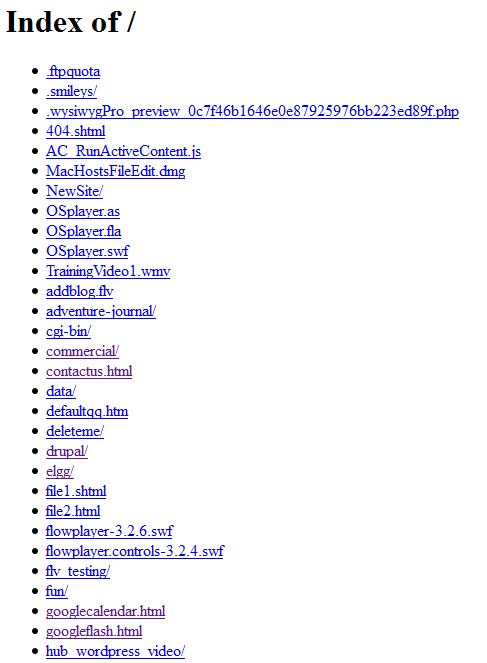 Index of /
.ftpquota
.smileys/
.wysiwygPro_preview_0c7f46b1646e0e87925976bb223ed89f.php
404.shtml
AC_RunActiveContent.js
MacHostsFileEdit.dmg
NewSite/
OSplayer.as
OSplayer.fla
OSplayer.swf
TrainingVideo1.wmv
addblog.flv
adventure-journal/
cgi-bin/
commercial/
contactus.html
data/
defaultqq.htm
deleteme/
drupal/
elgg/
file1.shtml
file2.html
flowplayer-3.2.6.swf
flowplayer.controls-3.2.4.swf
flv_testing/
fun/
googlecalendar.html
googleflash.html
hub_wordpress_video/